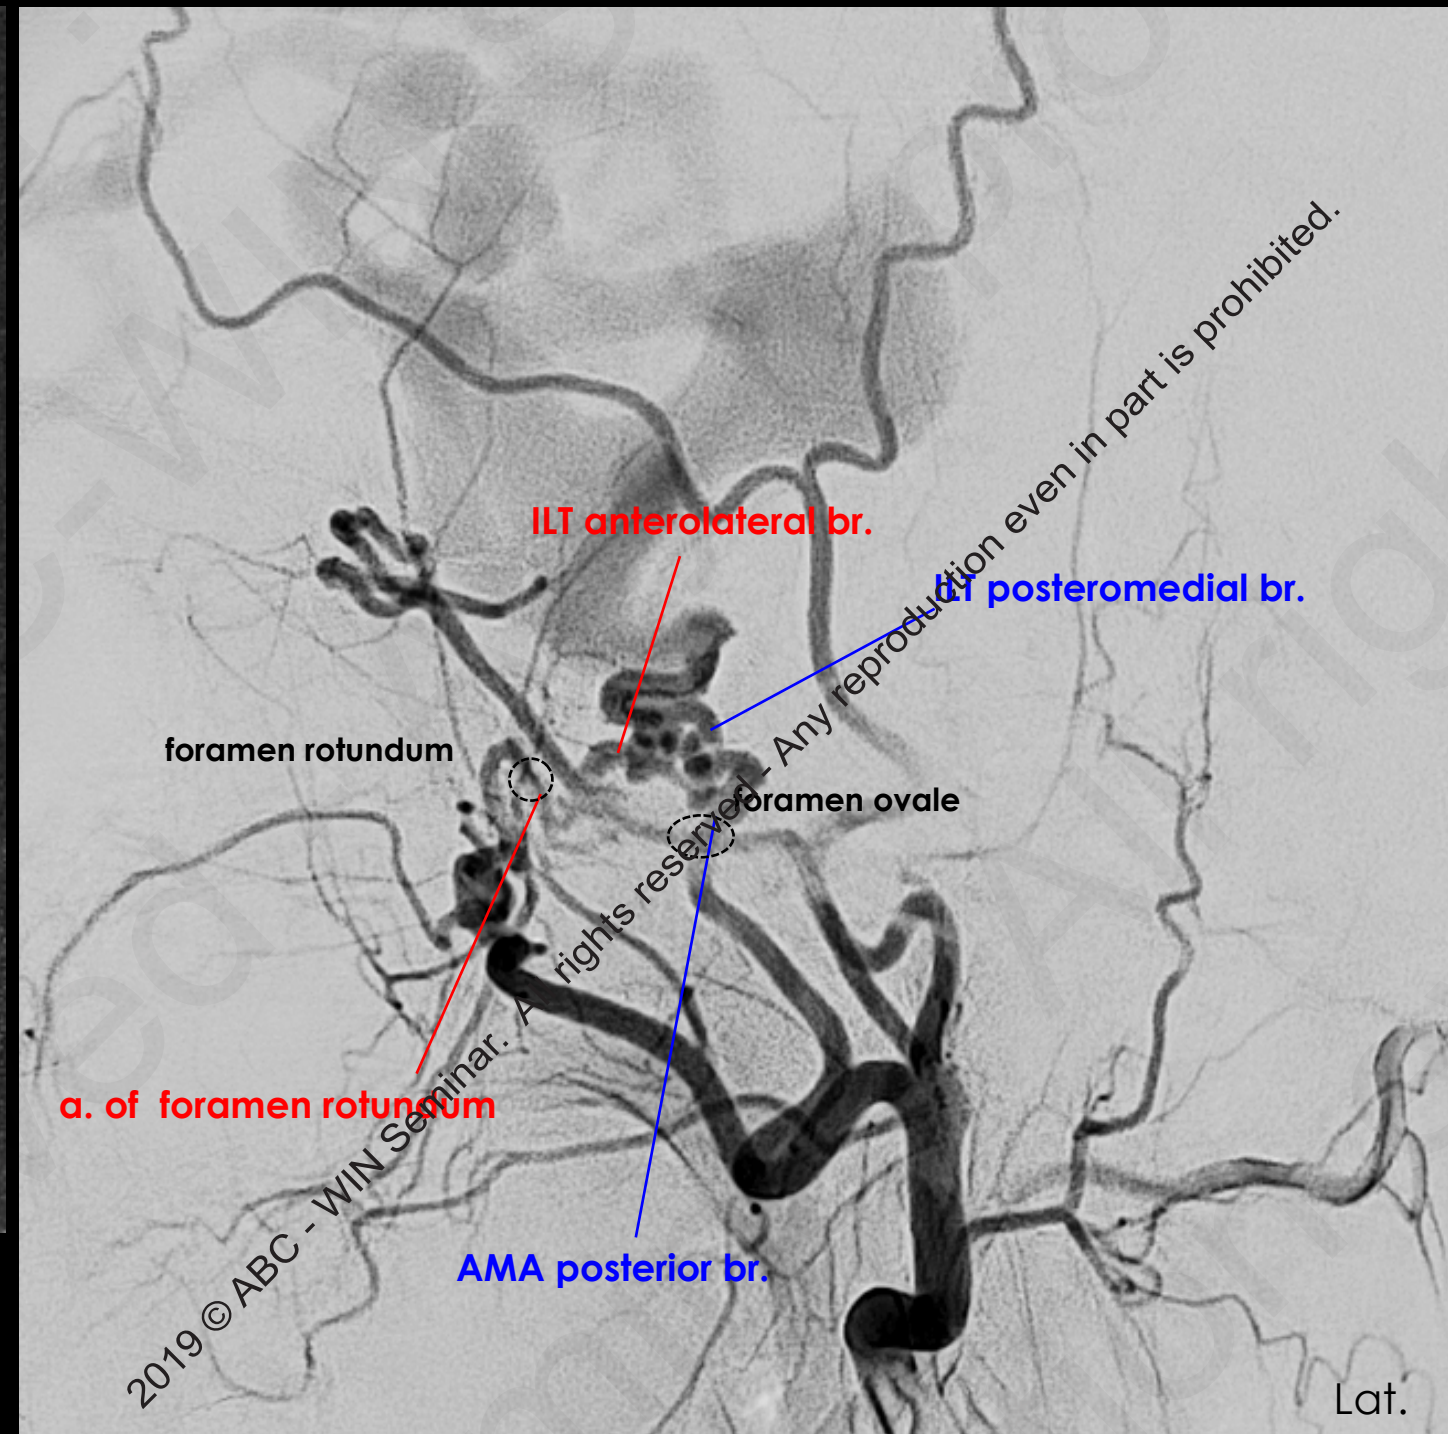 ILT anterolateral br.
ILT posteromedial br.
foramen rotundum
foramen ovale
a. of foramen rotundum
AMA posterior br.
2019 © ABC - WIN Seminar. All rights reserved - Any reproduction even in part is prohibited.
Lat.